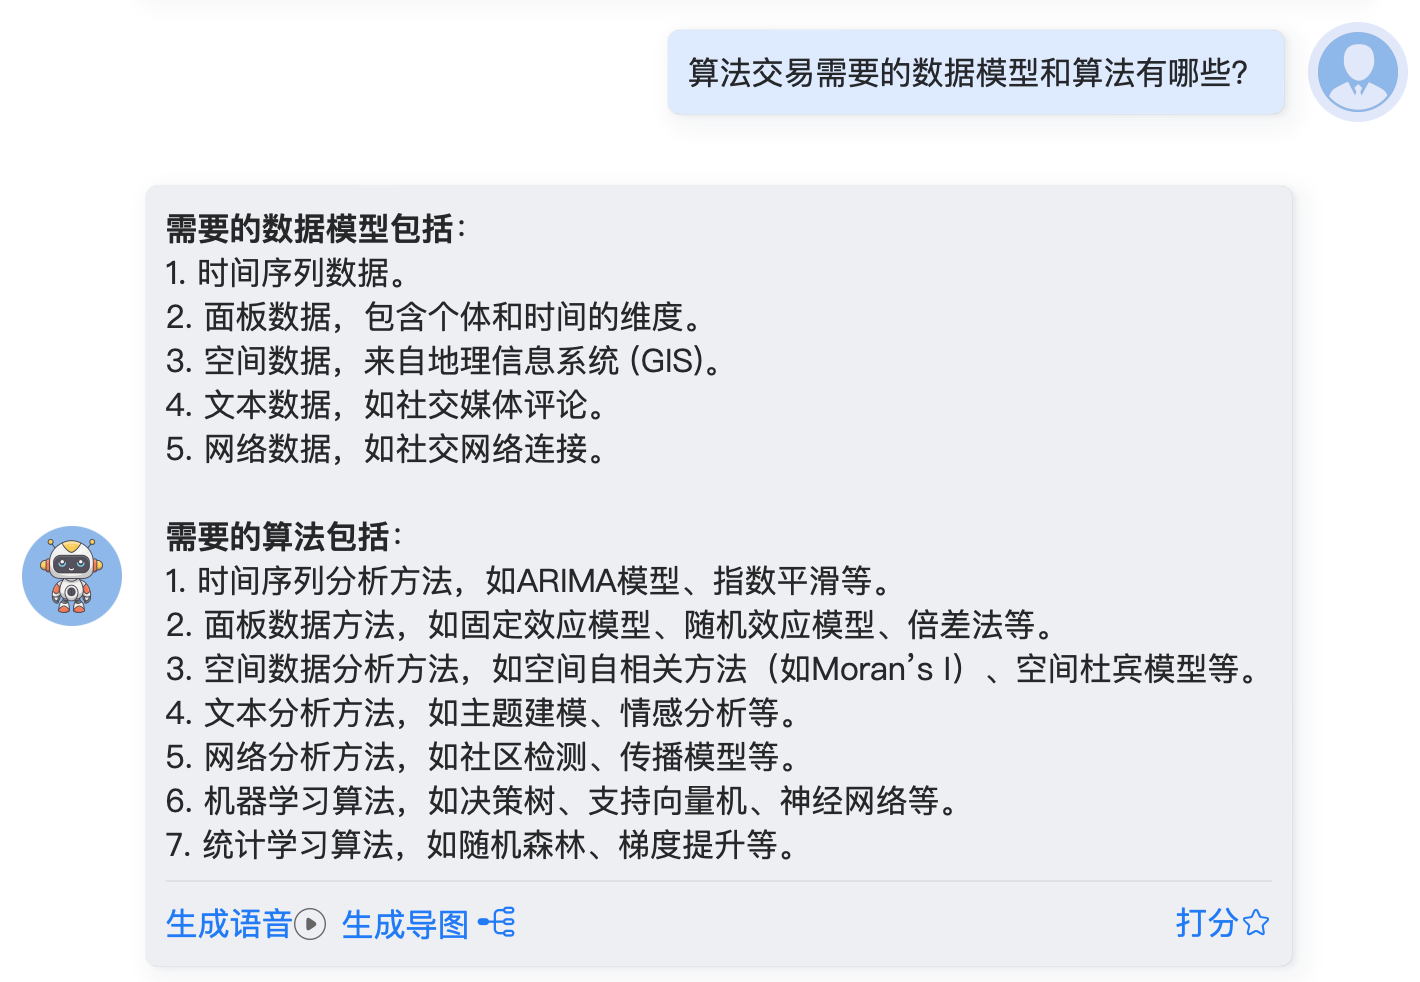 算法交易需要的数据模型和算法有哪些?
需要的数据模型包括：
1. 时间序列数据。
2. 面板数据，包含个体和时间的维度。
3. 空间数据，来自地理信息系统 (GIS)。
4. 文本数据，如社交媒体评论。
5. 网络数据，如社交网络连接。
需要的算法包括：
1. 时间序列分析方法，如ARIMA模型、指数平滑等。
2. 面板数据方法，如固定效应模型、随机效应模型、倍差法等。
3. 空间数据分析方法，如空间自相关方法（如Moran’s I）、空间杜宾模型等。
4. 文本分析方法，如主题建模、情感分析等。
5. 网络分析方法，如社区检测、传播模型等。
6. 机器学习算法，如决策树、支持向量机、神经网络等。
7. 统计学习算法，如随机森林、梯度提升等。
生成语音 生成导图 打分